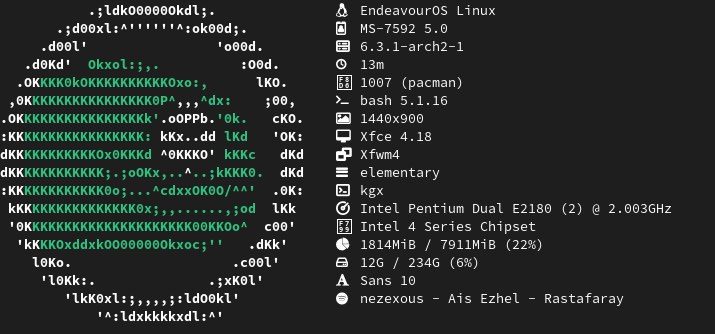 .;ldkO0000Okdl;.
.;d00xl:^''''''^:ok00d;.
.d00l' 'o00d.
.d0Kd' Okxol:;,. :O0d.
.OKKKK0kOKKKKKKKKKKOxo:, lKO.
,0KKKKKKKKKKKKKKKK0P^,,,^dx: ;00,
.OKKKKKKKKKKKKKKKKk'.oOPPb.'0k. cKO.
:KKKKKKKKKKKKKKKKK: kKx..dd lKd 'OK:
dKKKKKKKKKKKOx0KKKd ^0KKKO' kKKc dKd
dKKKKKKKKKKKK;.;oOKx,..^..;kKKK0. dKd
:KKKKKKKKKKKK0o;...^cdxxOK0O/^^' .0K:
kKKKKKKKKKKKKKKK0x;,,......,;od lKk
'0KKKKKKKKKKKKKKKKKKKK00KKOo^ c00'
'kKKKOxddxkOO00000Okxoc;'' .dKk'
l0Ko. .c00l'
'l0Kk:. .;xK0l'
'lkK0xl:;,,,,;:ldO0kl'
'^:ldxkkkkxdl:^'
EndeavourOS Linux
MS-7592 5.0
6.3.1-arch2-1
13m
1007 (pacman)
bash 5.1.16
1440x900
Xfce 4.18
Xfwm4
elementary
kgx
Intel Pentium Dual E2180 (2) @ 2.003GHz
Intel 4 Series Chipset
1814MiB / 7911MiB (22%)
12G / 234G (6%)
Sans 10
nezexous - Ais Ezhel - Rastafaray